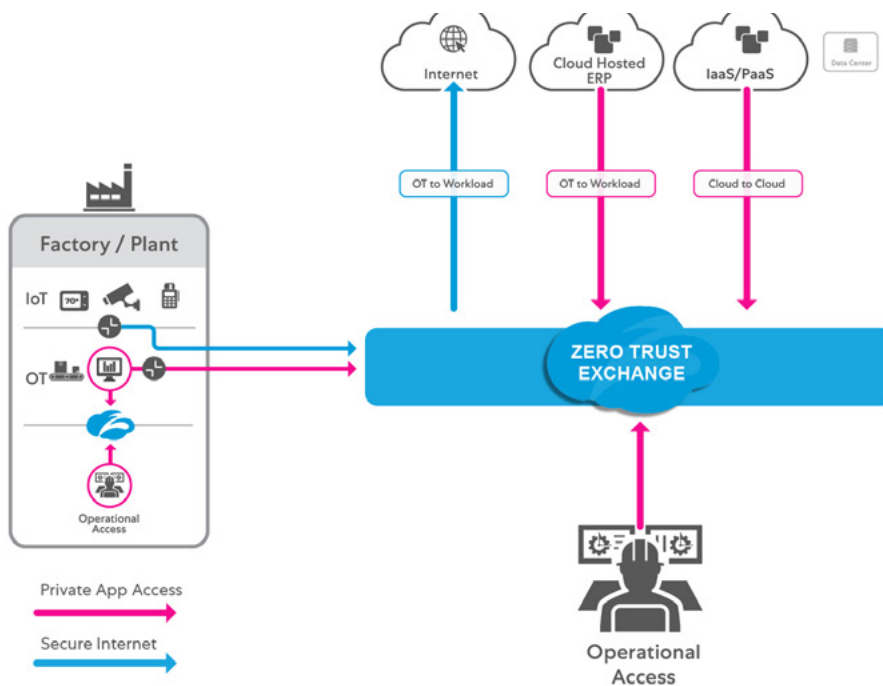 Internet
Cloud Hosted
ERP
IaaS/PaaS
Data Center
OT to Workload
OT to Workload
Cloud to Cloud
Factory / Plant
IoT
70°
OT
Operational
Access
ZERO TRUST
EXCHANGE
Private App Access
Secure Internet
Operational
Access